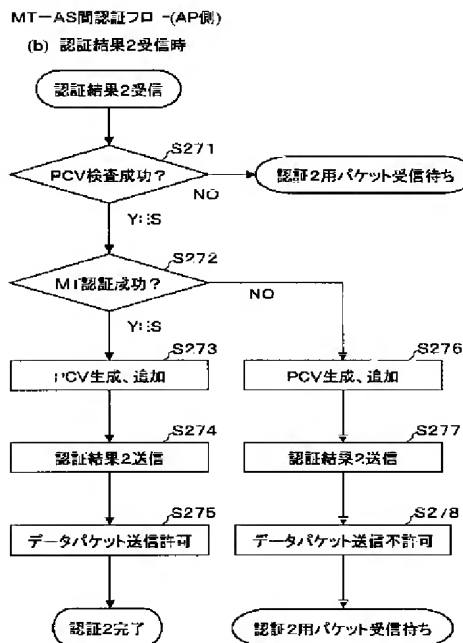 MT－AS間認証フロー(AP側)
(b) 認証結果2受信時
認証結果2受信
S271
PCV検査成功？
NO
認証2用パケット受信待ち
YES
S272
MT認証成功？
NO
YES
S273
PCV生成、追加
S276
PCV生成、追加
S274
認証結果2送信
S277
認証結果2送信
S275
データパケット送信許可
S278
データパケット送信不許可
認証2完了
認証2用パケット受信待ち